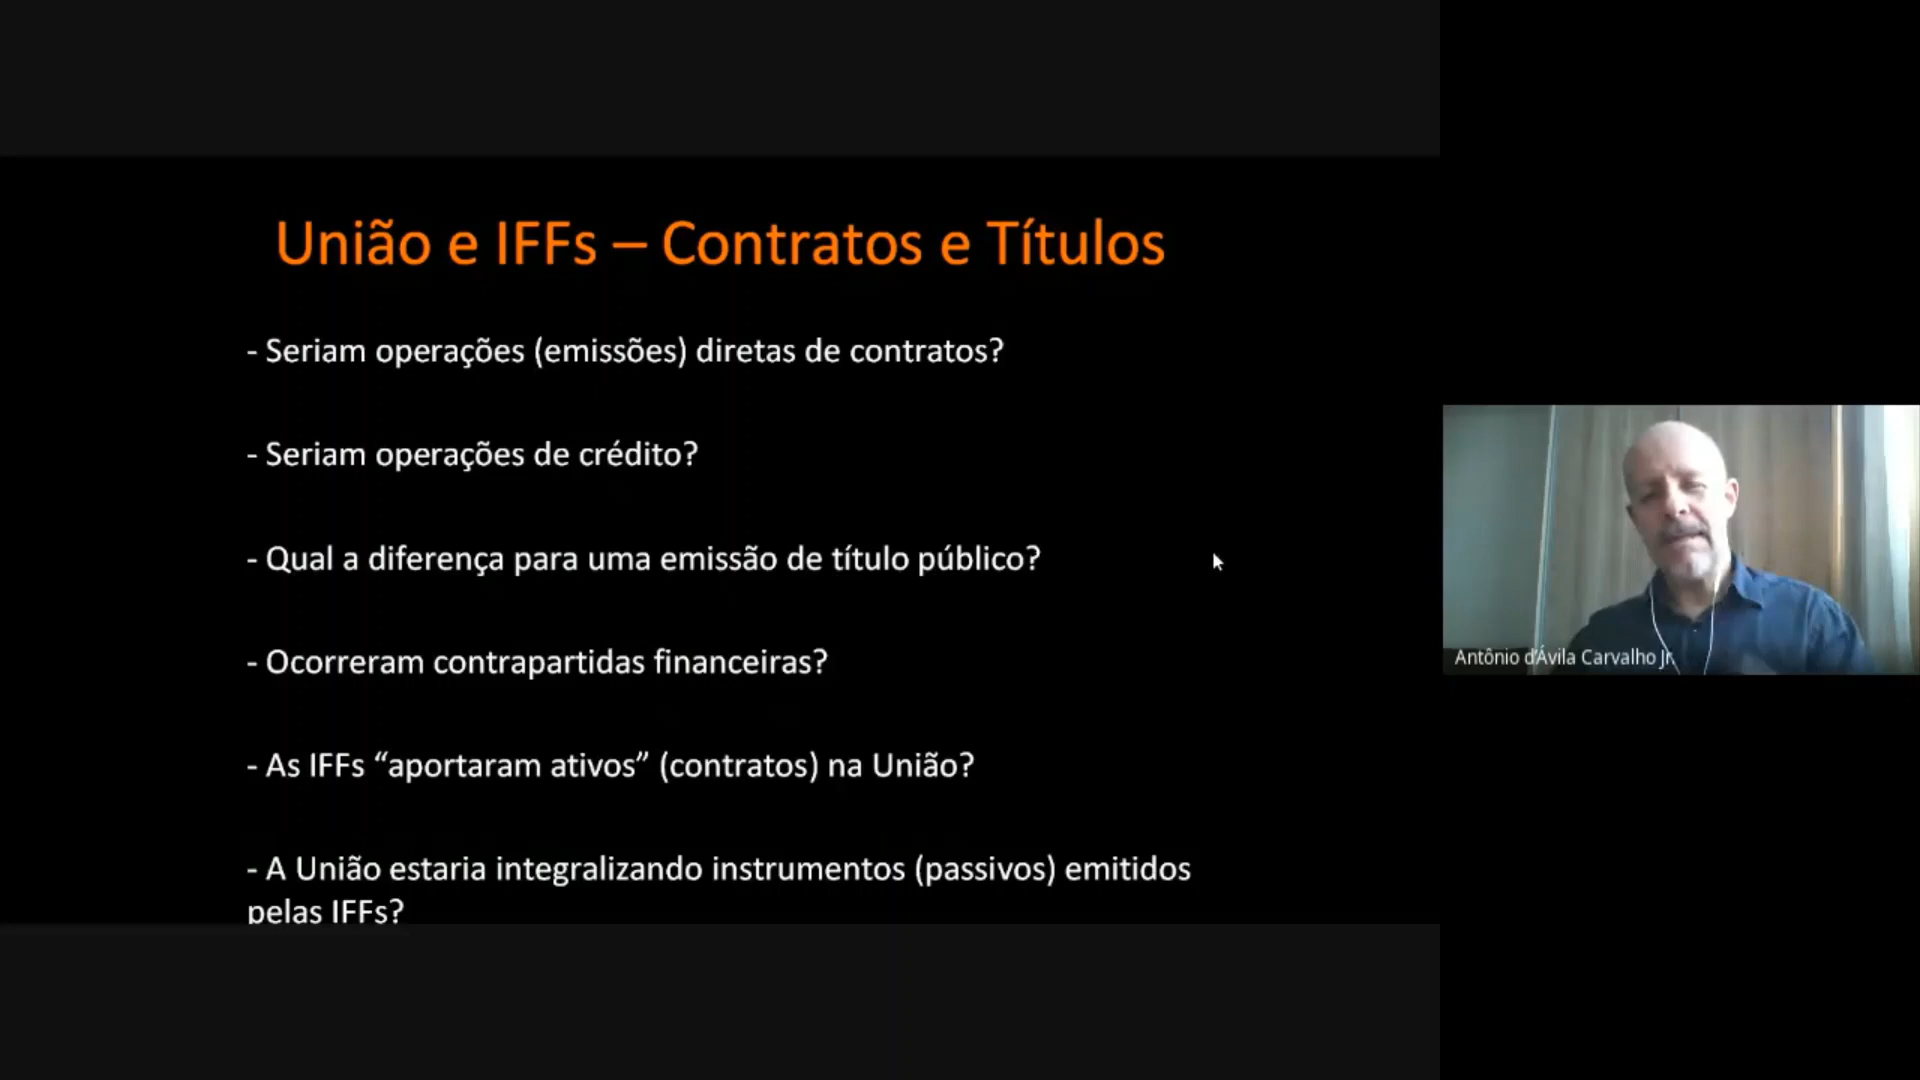 União e IFFs – Contratos e Títulos
- Seriam operações (emissões) diretas de contratos?
- Seriam operações de crédito?
- Qual a diferença para uma emissão de título público?
- Ocorreram contrapartidas financeiras?
- As IFFs “aportaram ativos” (contratos) na União?
- A União estaria integralizando instrumentos (passivos) emitidos
pelas IFFs?
Antônio d'Ávila Carvalho Jr.